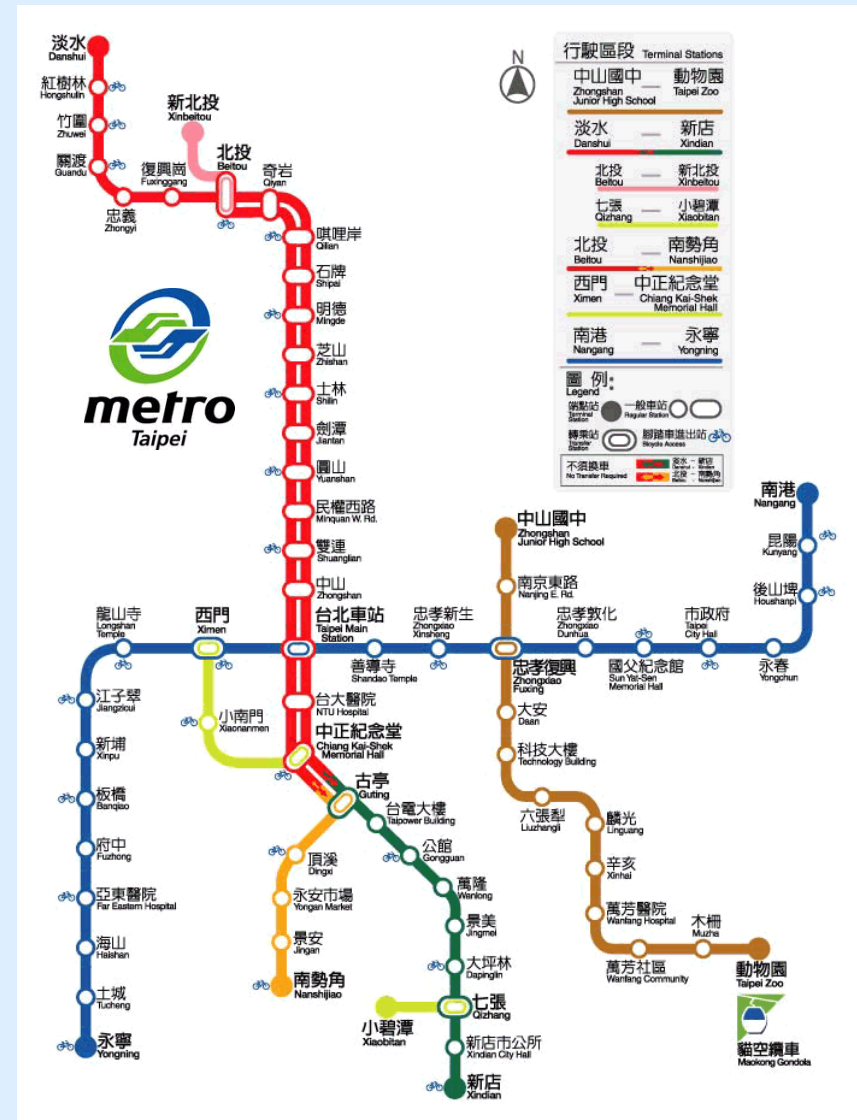 淡水
Danshui
紅樹林
Hongshulin
竹圍
Zhuwei
關渡
Guandu
忠義
Zhongyi
復興崗
Fuxinggang
新北投
Xinbeitou
北投
Beitou
奇岩
Qiyan
唭哩岸
Qilian
石牌
Shipai
明德
Mingde
芝山
Zhishan
士林
Shilin
劍潭
Jiantan
圓山
Yuanshan
民權西路
Minquan W. Rd.
雙連
Shuanglian
中山
Zhongshan
metro
Taipei
N
行駛區段 Terminal Stations
中山國中 — 動物園
Zhongshan Taipei Zoo
Junior High School
淡水 — 新店
Danshui Xindian
北投 — 新北投
Beitou Xinbeitou
七張 — 小碧潭
Qizhang Xiaobitan
北投 — 南勢角
Beitou Nanshijiao
西門 — 中正紀念堂
Ximen Chiang Kai-Shek
Memorial Hall
南港 — 永寧
Nangang Yongning
圖 例:
Legend
端點站
Terminal
Station
一般車站
Regular Station
轉乘站
Transfer
Station
腳踏車進出站
Bicycle Access
不須換車
No Transfer Required
淡水 - 新店
Danshui - Xindian
北投 - 南勢角
Beitou - Nanshijiao
南港
Nangang
昆陽
Kunyang
後山埤
Houshanpi
中山國中
Zhongshan
Junior High School
南京東路
Nanjing E. Rd.
龍山寺
Longshan
Temple
西門
Ximen
台北車站
Taipei Main
Station
善導寺
Shandao Temple
忠孝新生
Zhongxiao
Xinsheng
忠孝復興
Zhongxiao
Fuxing
忠孝敦化
Zhongxiao
Dunhua
國父紀念館
Sun Yat-Sen
Memorial Hall
市政府
Taipei
City Hall
永春
Yongchun
江子翠
Jiangzicui
新埔
Xinpu
板橋
Banqiao
府中
Fuzhong
亞東醫院
Far Eastern Hospital
海山
Haishan
土城
Tucheng
永寧
Yongning
小南門
Xiaonanmen
台大醫院
NTU Hospital
中正紀念堂
Chiang Kai-Shek
Memorial Hall
古亭
Guting
台電大樓
Taipower Building
公館
Gongguan
萬隆
Wanlong
景美
Jingmei
大坪林
Dapinglin
七張
Qizhang
小碧潭
Xiaobitan
新店市公所
Xindian City Hall
新店
Xindian
頂溪
Dingxi
永安市場
Yongan Market
景安
Jingan
南勢角
Nanshijiao
大安
Daan
科技大樓
Technology Building
六張犁
Liuzhangli
麟光
Linguang
辛亥
Xinhai
萬芳醫院
Wanfang Hospital
萬芳社區
Wanfang Community
木柵
Muzha
動物園
Taipei Zoo
貓空纜車
Maokong Gondola